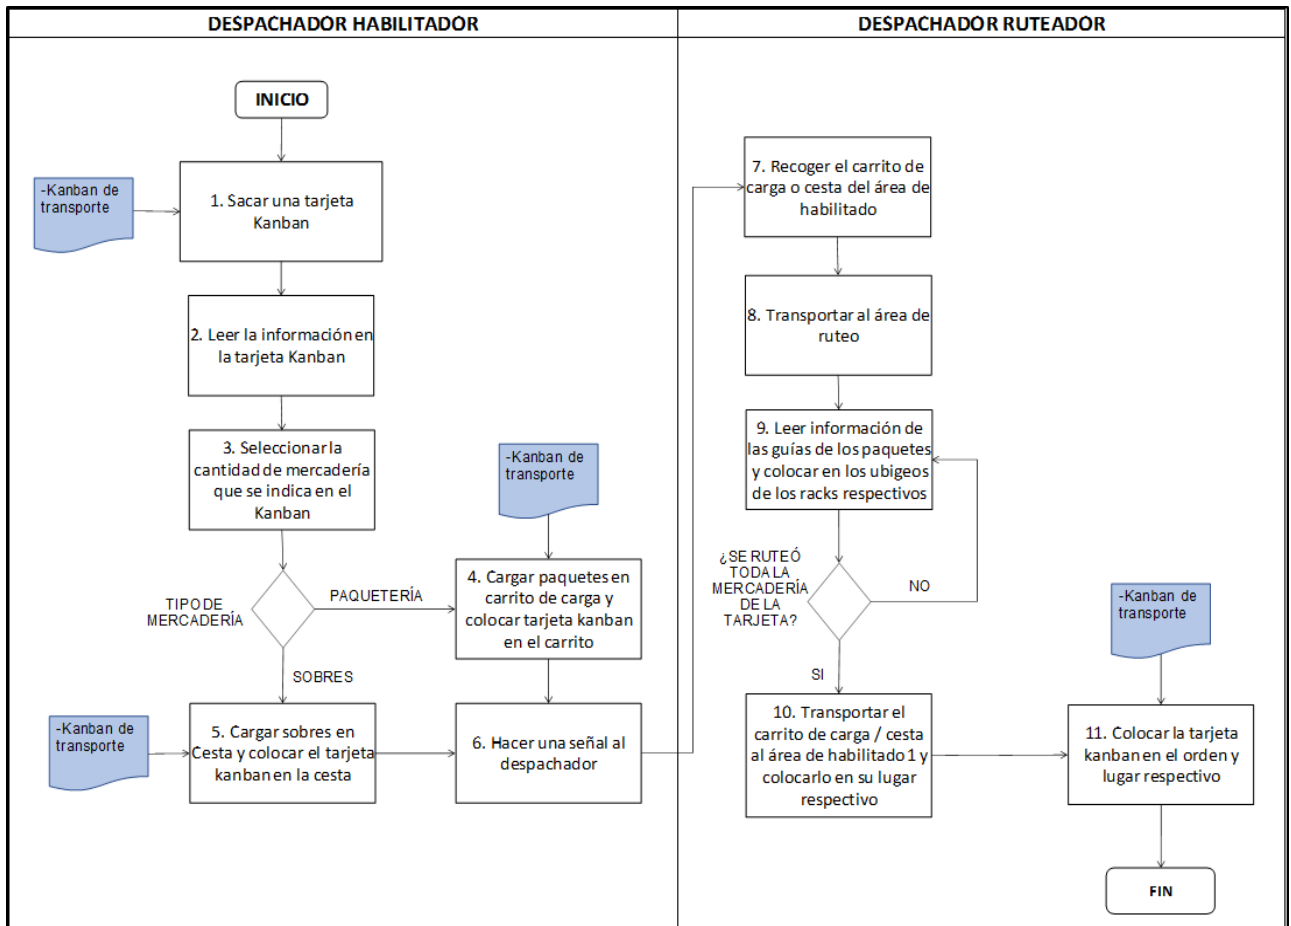 DESPACHADOR HABILITADOR
DESPACHADOR RUTEADOR
INICIO
-Kanban de
transporte
1. Sacar una tarjeta
Kanban
2. Leer la información en
la tarjeta Kanban
3. Seleccionar la
cantidad de mercadería
que se indica en el
Kanban
TIPO DE
MERCADERÍA
PAQUETERÍA
SOBRES
-Kanban de
transporte
4. Cargar paquetes en
carrito de carga y
colocar tarjeta kanban
en el carrito
-Kanban de
transporte
5. Cargar sobres en
Cesta y colocar el tarjeta
kanban en la cesta
6. Hacer una señal al
despachador
7. Recoger el carrito de
carga o cesta del área de
habilitado
8. Transportar al área de
ruteo
9. Leer información de
las guías de los paquetes
y colocar en los ubigeos
de los racks respectivos
¿SE RUTEÓ
TODA LA
MERCADERÍA
DE LA
TARJETA?
NO
SI
10. Transportar el
carrito de carga / cesta
al área de habilitado 1 y
colocarlo en su lugar
respectivo
-Kanban de
transporte
11. Colocar la tarjeta
kanban en el orden y
lugar respectivo
FIN